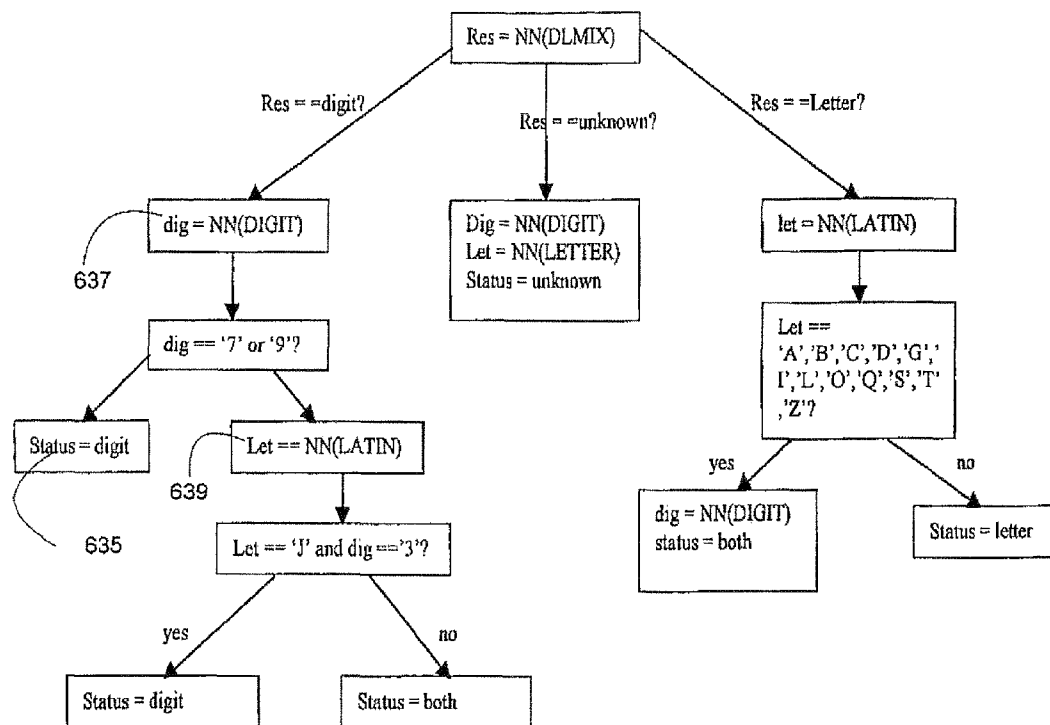 Res = NN(DLMIX)
Res = =digit?
Res = =unknown?
Res = =Letter?
dig = NN(DIGIT)
Dig = NN(DIGIT)
Let = NN(LETTER)
Status = unknown
let = NN(LATIN)
637
dig == '7' or '9'?
Let ==
'A','B','C','D','G','
I','L','O','Q','S','T'
,'Z'?
Status = digit
Let == NN(LATIN)
639
635
yes
no
dig = NN(DIGIT)
status = both
Status = letter
Let == 'J' and dig =='3'?
yes
no
Status = digit
Status = both